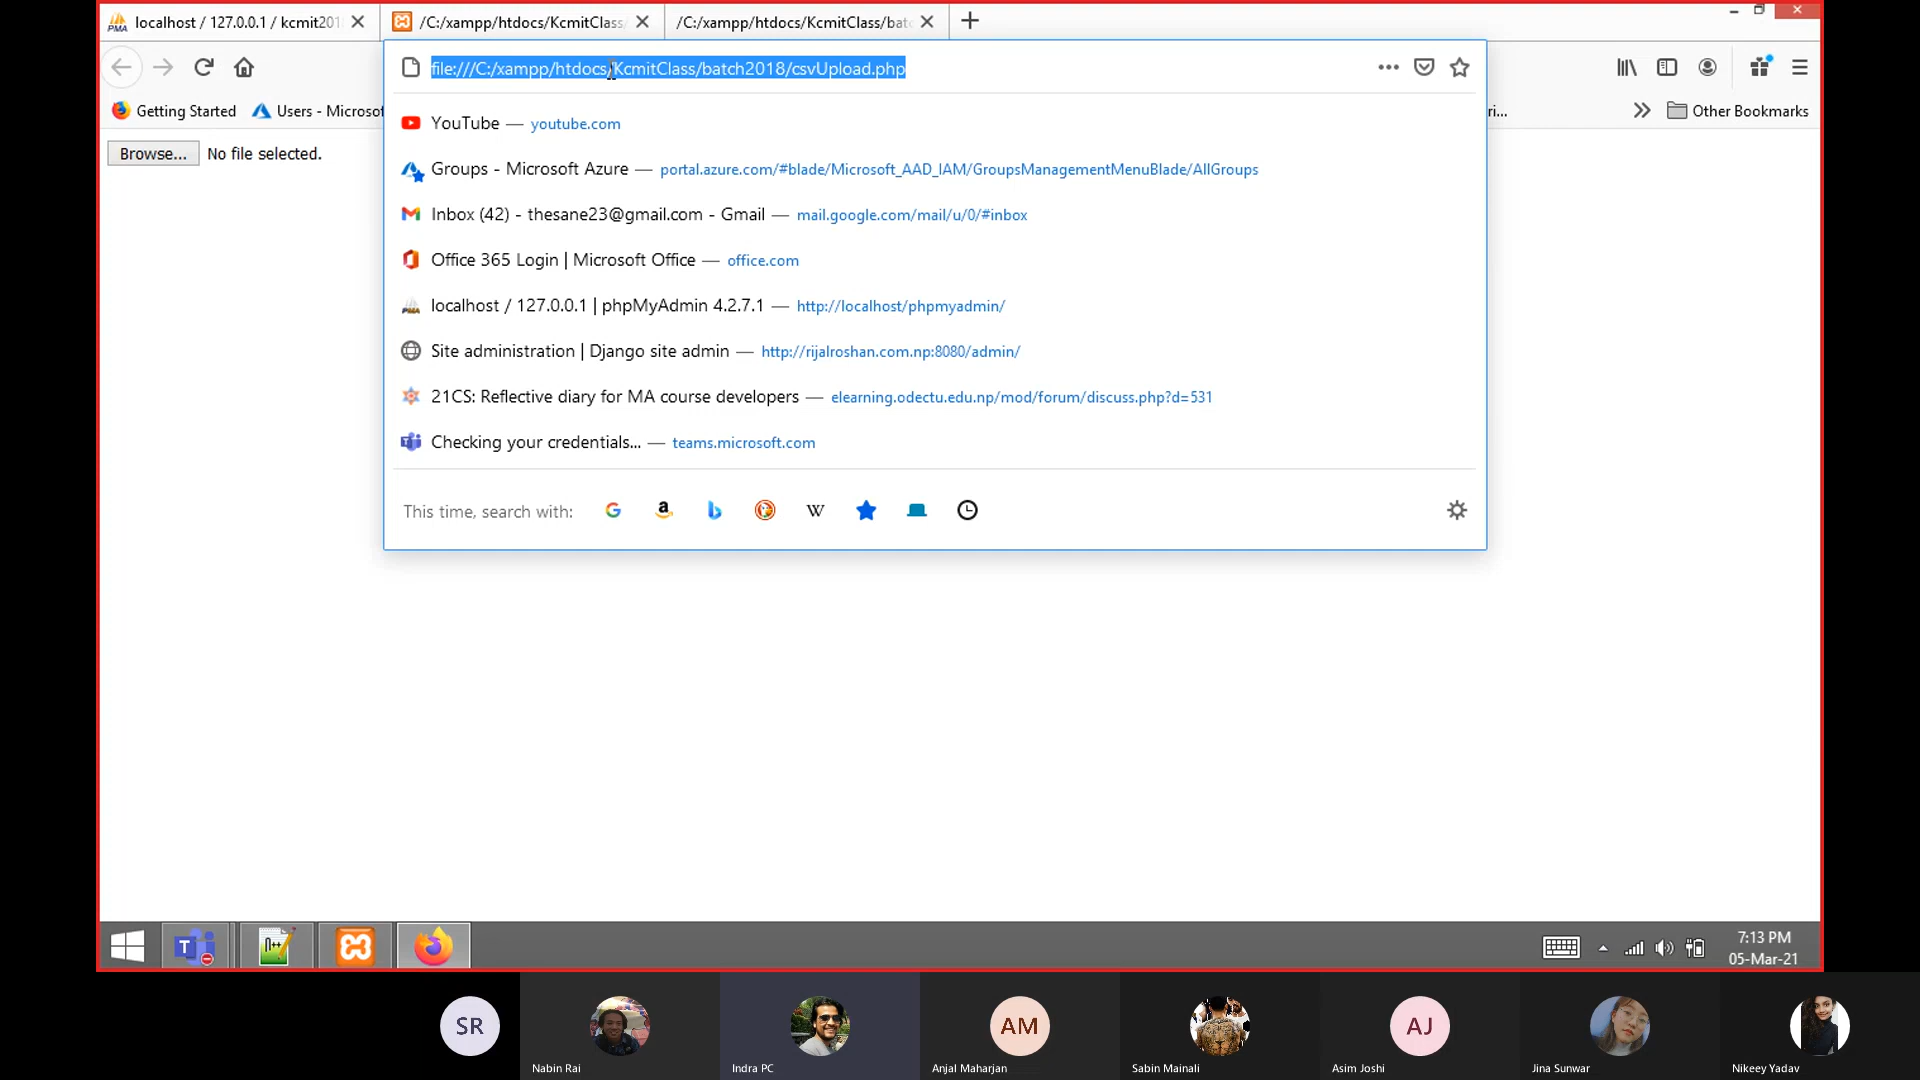 localhost / 127.0.0.1 / kcmit201
/C:/xampp/htdocs/KcmitClass/
/C:/xampp/htdocs/KcmitClass/bat
file:///C:/xampp/htdocs/KcmitClass/batch2018/csvUpload.php
Getting Started
Users - Microsof
ri...
Other Bookmarks
Browse...
No file selected.
YouTube — youtube.com
Groups - Microsoft Azure — portal.azure.com/#blade/Microsoft_AAD_IAM/GroupsManagementMenuBlade/AllGroups
Inbox (42) - thesane23@gmail.com - Gmail — mail.google.com/mail/u/0/#inbox
Office 365 Login | Microsoft Office — office.com
localhost / 127.0.0.1 | phpMyAdmin 4.2.7.1 — http://localhost/phpmyadmin/
Site administration | Django site admin — http://rijalroshan.com.np:8080/admin/
21CS: Reflective diary for MA course developers — elearning.odectu.edu.np/mod/forum/discuss.php?d=531
Checking your credentials... — teams.microsoft.com
This time, search with:
7:13 PM
05-Mar-21
SR
Nabin Rai
Indra PC
AM
Anjal Maharjan
Sabin Mainali
AJ
Asim Joshi
Jina Sunwar
Nikeey Yadav